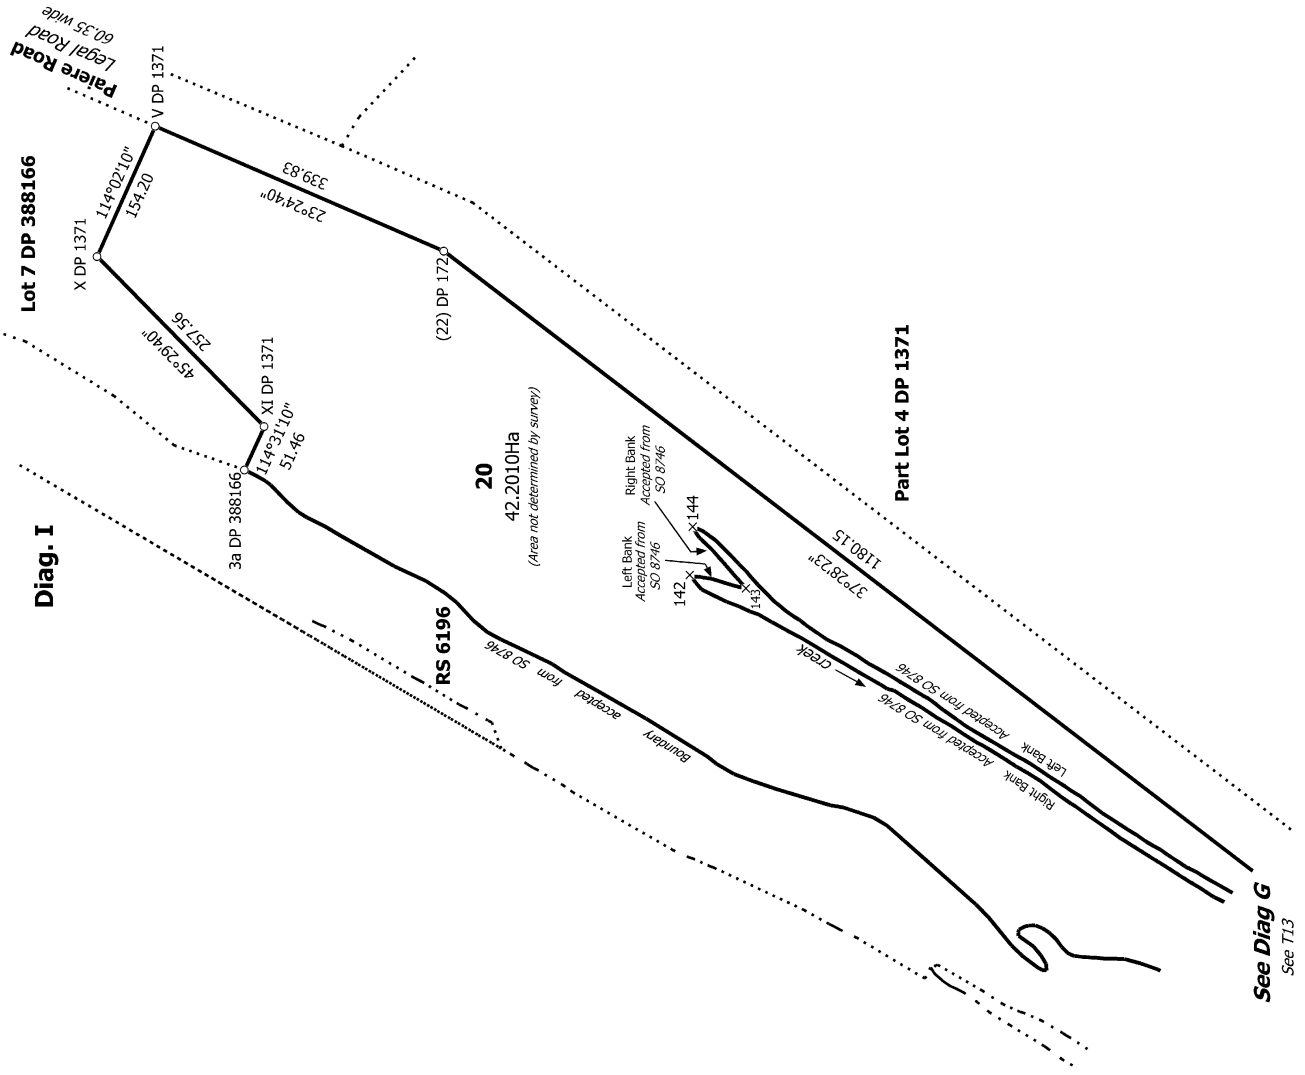 Diag. I
Lot 7 DP 388166
Paiere Road
Legal Road
60.35 wide
V DP 1371
X DP 1371
114°02'10"
154.20
339.83
23°24'40"
257.56
45°29'40"
XI DP 1371
114°31'10"
51.46
3a DP 388166
(22) DP 172
RS 6196
20
42.2010Ha
(Area not determined by survey)
Part Lot 4 DP 1371
1180.15
37°28'23"
Right Bank
Accepted from
SO 8746
Left Bank
Accepted from
SO 8746
144
142
143
creek
Boundary accepted from SO 8746
Left Bank Accepted from SO 8746
Right Bank Accepted from SO 8746
See Diag G
See T13